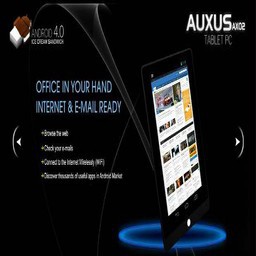 ANDROID 4.0
ICE CREAM SANDWICH
AUXUS AX02
TABLET PC
OFFICE IN YOUR HAND
INTERNET & E-MAIL READY
Browse the web
Check your e-mails
Connect to the Internet Wirelessly (WiFi)
Discover thousands of useful apps in Android Market